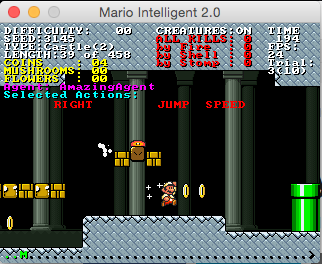 Mario Intelligent 2.0
DIFFICULTY: 00 CREATURES:ON TIME
SEED:3145 ALL KILLS: 0 194
TYPE:Castle(2) by Fire : 0 FPS:
LENGTH:39 of 458 by Shell : 0 24
COINS : 04 by Stomp : 0 Trial:
MUSHROOMS: 00 3(10)
FLOWERS : 00
Agent: AmazingAgent
Selected Actions:
RIGHT JUMP SPEED